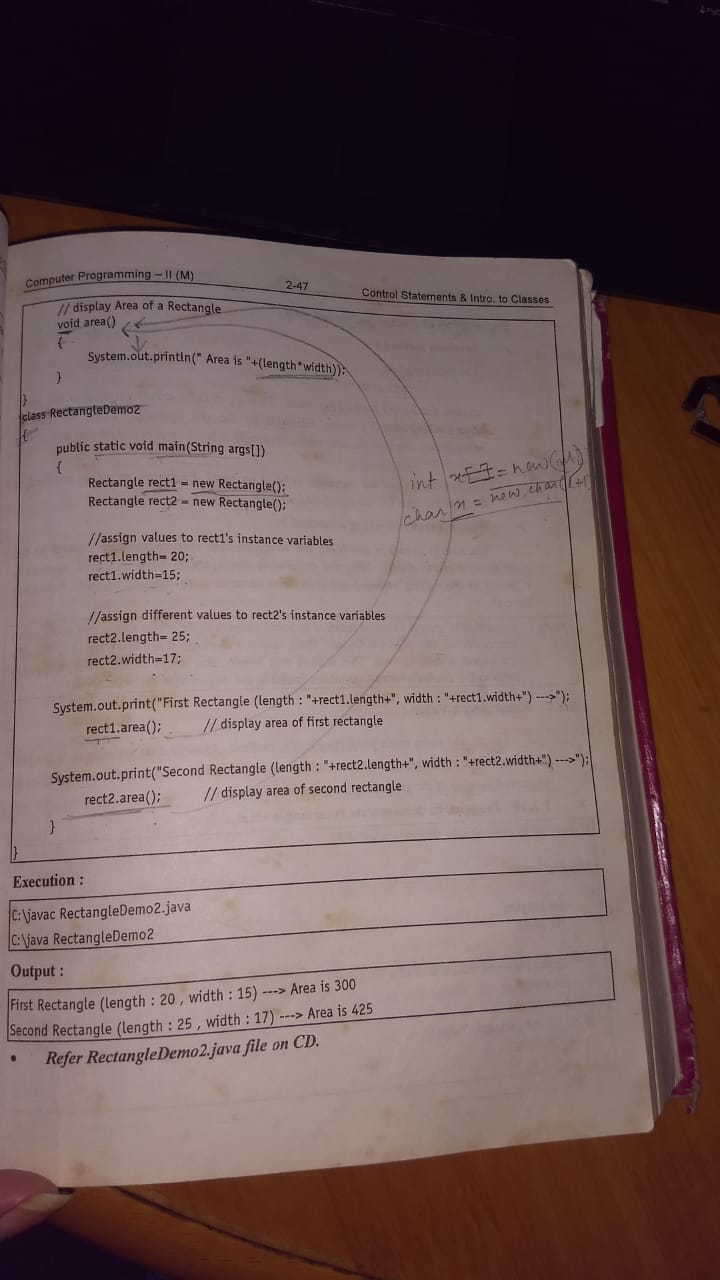 Computer Programming – II (M) 2-47 Control Statements & Intro. to Classes
// display Area of a Rectangle
void area()
{
System.out.println(" Area is "+(length*width));
}
}
class RectangleDemo2
{
public static void main(String args[])
{
Rectangle rect1 = new Rectangle();
Rectangle rect2 = new Rectangle();
int x[] = new
char x = new char
//assign values to rect1's instance variables
rect1.length= 20;
rect1.width=15;
//assign different values to rect2's instance variables
rect2.length= 25;
rect2.width=17;
System.out.print("First Rectangle (length : "+rect1.length+", width : "+rect1.width+") --->");
rect1.area(); // display area of first rectangle
System.out.print("Second Rectangle (length : "+rect2.length+", width : "+rect2.width+") --->");
rect2.area(); // display area of second rectangle
}
}
Execution :
C:\javac RectangleDemo2.java
C:\java RectangleDemo2
Output :
First Rectangle (length : 20 , width : 15) ---> Area is 300
Second Rectangle (length : 25 , width : 17) ---> Area is 425
• Refer RectangleDemo2.java file on CD.